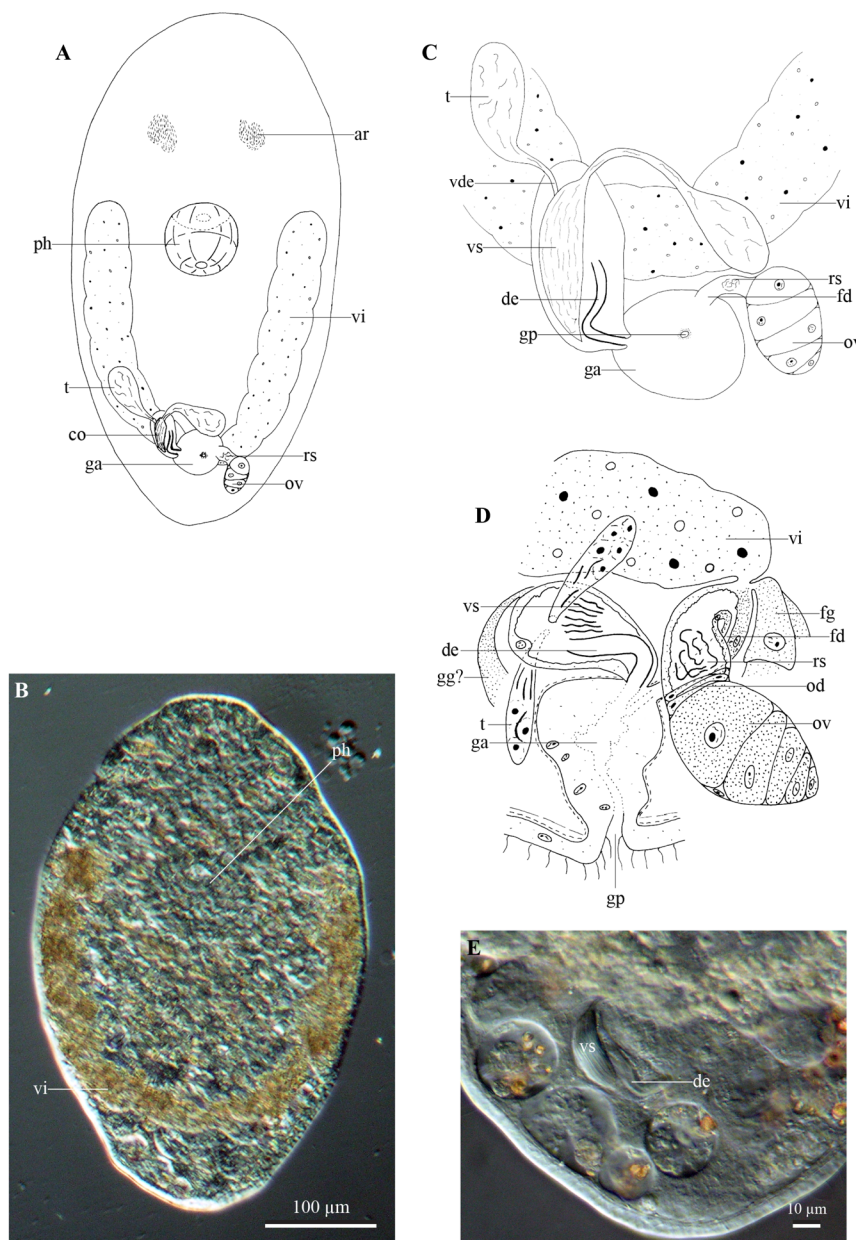 A
ar
ph
vi
t
co
ga
rs
ov
C
t
vde
vs
de
gp
ga
vi
rs
fd
ov
D
vi
vs
de
gg?
t
ga
fg
fd
rs
od
ov
gp
B
ph
vi
100 µm
E
vs
de
10 µm